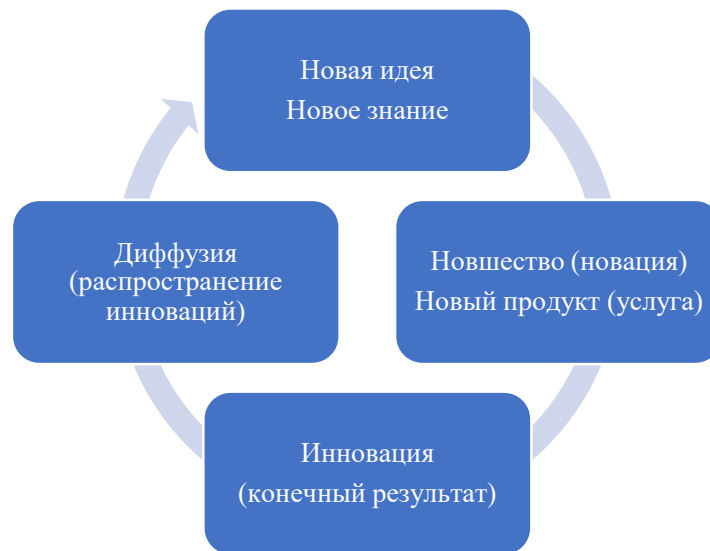 Новая идея
Новое знание
Новшество (новация)
Новый продукт (услуга)
Инновация
(конечный результат)
Диффузия
(распространение
инноваций)